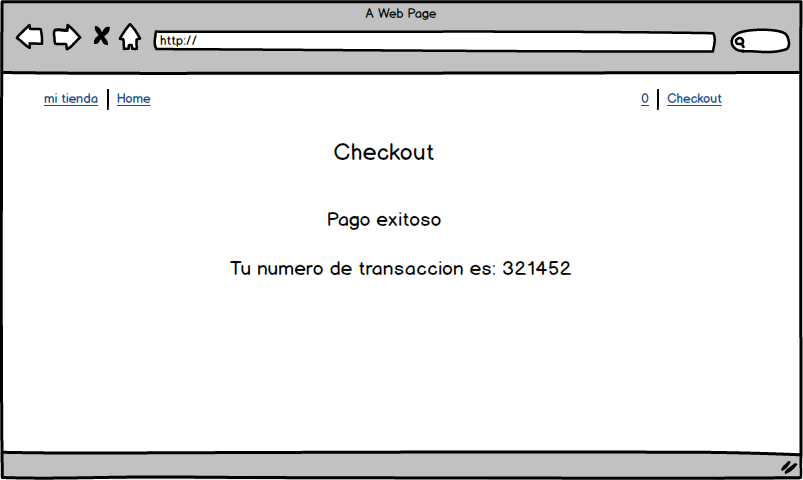 A Web Page
http://
mi tienda | Home 0 | Checkout
Checkout
Pago exitoso
Tu numero de transaccion es: 321452